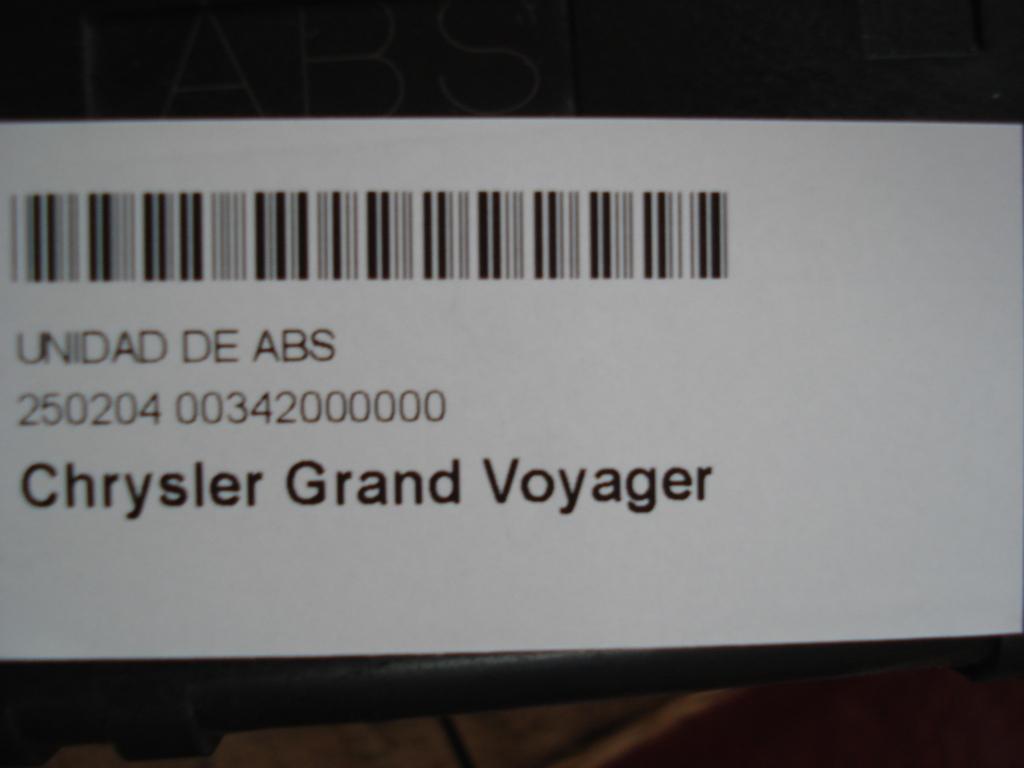 ABS
UNIDAD DE ABS
250204 00342000000
Chrysler Grand Voyager